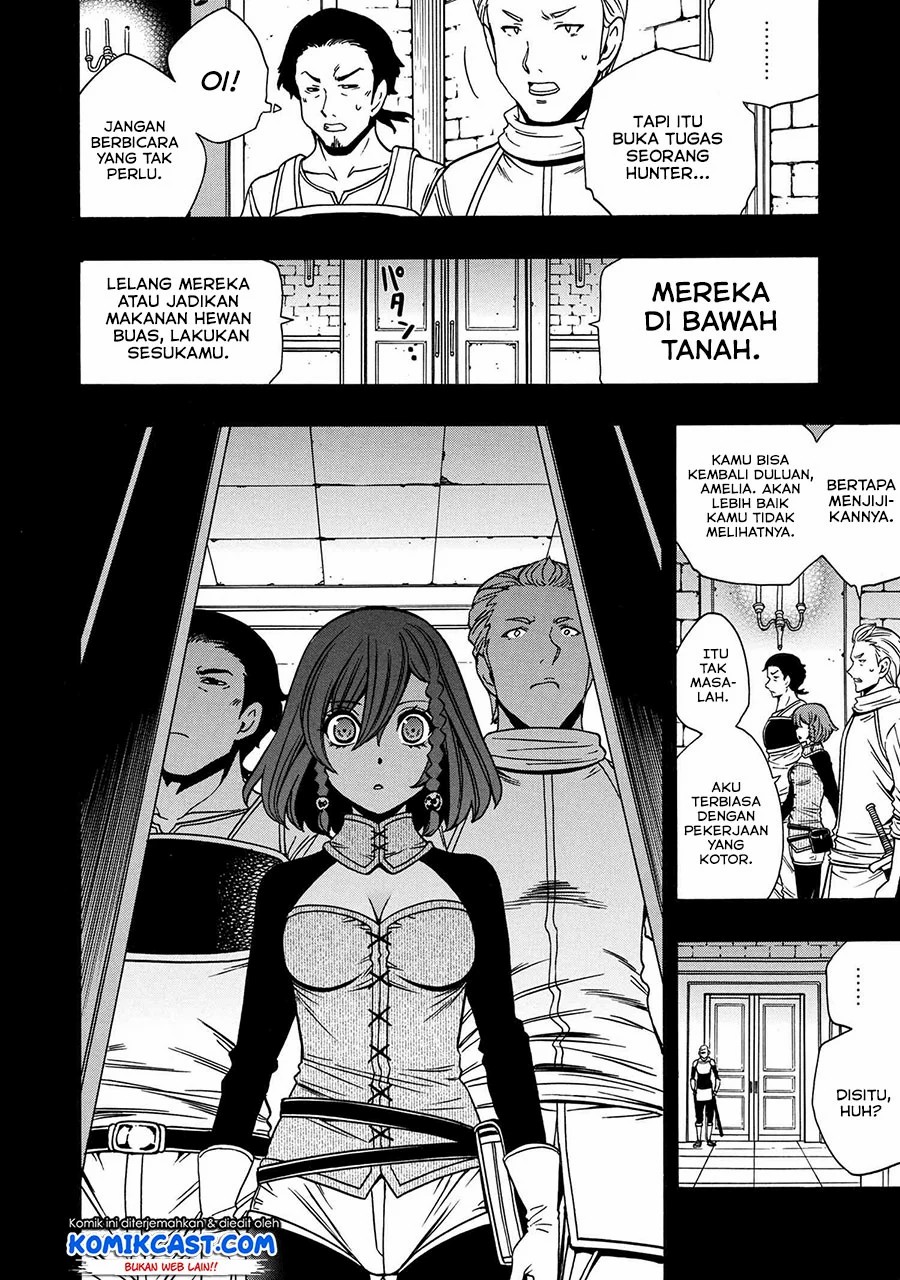 ......
TAPI ITU
BUKA TUGAS
SEORANG
HUNTER...
OI!
JANGAN
BERBICARA
YANG TAK
PERLU.
MEREKA
DI BAWAH
TANAH.
LELANG MEREKA
ATAU JADIKAN
MAKANAN HEWAN
BUAS, LAKUKAN
SESUKAMU.
パタン
BERTAPA
MENJIJI-
KANNYA.
KAMU BISA
KEMBALI DULUAN,
AMELIA. AKAN
LEBIH BAIK
KAMU TIDAK
MELIHATNYA.
ITU
TAK
MASA-
LAH.
AKU
TERBIASA
DENGAN
PEKERJAAN
YANG
KOTOR.
......
DISITU,
HUH?
Komik ini diterjemahkan & diedit oleh
KOMIKCAST.COM
BUKAN WEB LAIN!!